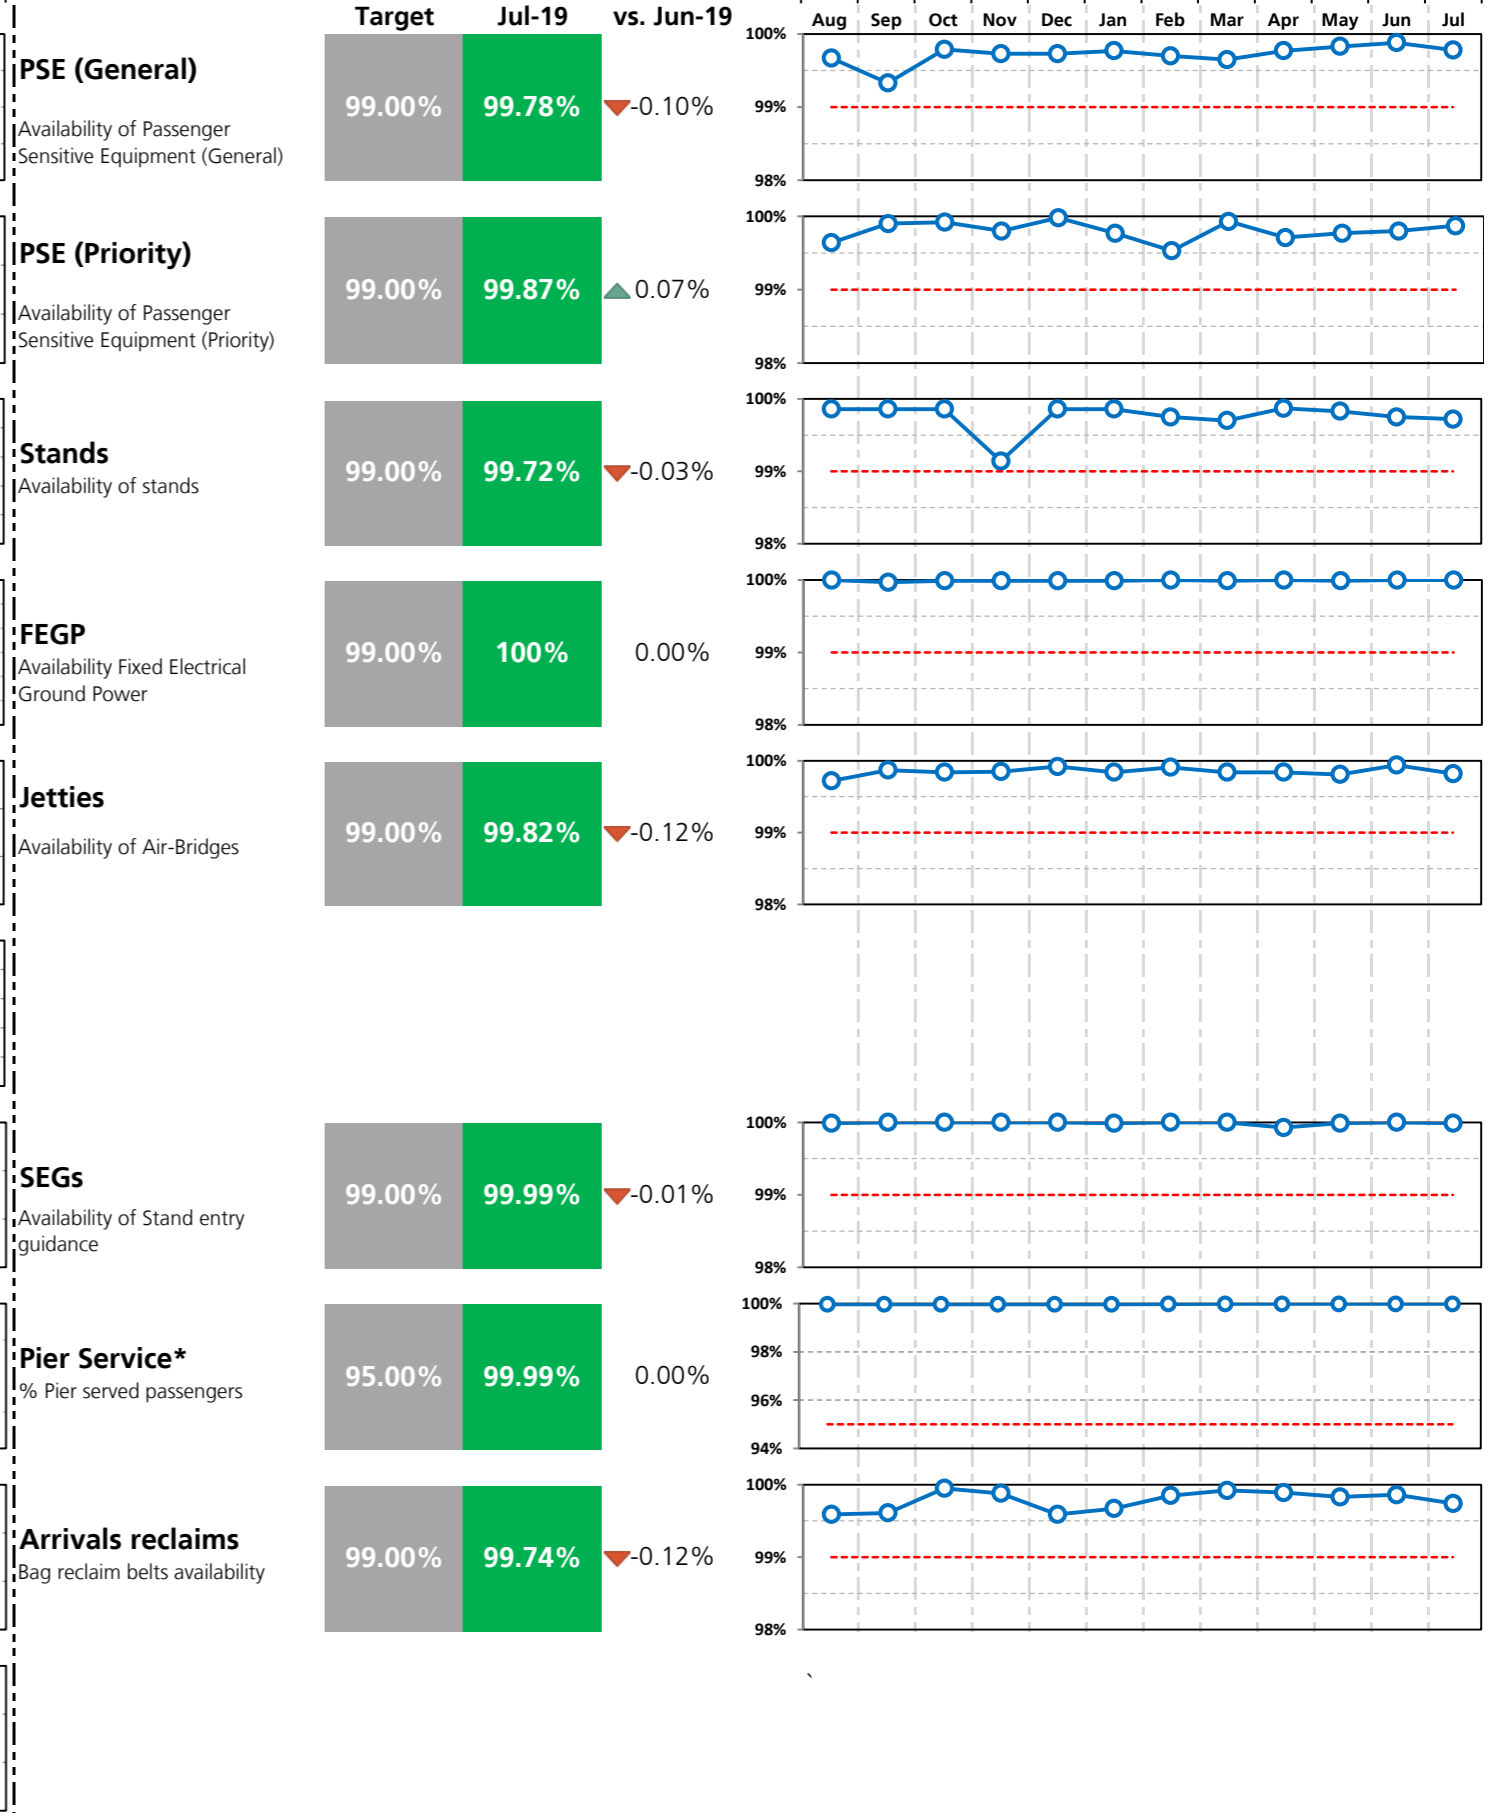 Target Jul-19 vs. Jun-19 Aug Sep Oct Nov Dec Jan Feb Mar Apr May Jun Jul
PSE (General)
Availability of Passenger
Sensitive Equipment (General)
99.00% 99.78% -0.10%
100%
99%
98%
PSE (Priority)
Availability of Passenger
Sensitive Equipment (Priority)
99.00% 99.87% 0.07%
100%
99%
98%
Stands
Availability of stands
99.00% 99.72% -0.03%
100%
99%
98%
FEGP
Availability Fixed Electrical
Ground Power
99.00% 100% 0.00%
100%
99%
98%
Jetties
Availability of Air-Bridges
99.00% 99.82% -0.12%
100%
99%
98%
SEGs
Availability of Stand entry
guidance
99.00% 99.99% -0.01%
100%
99%
98%
Pier Service*
% Pier served passengers
95.00% 99.99% 0.00%
100%
98%
96%
94%
Arrivals reclaims
Bag reclaim belts availability
99.00% 99.74% -0.12%
100%
99%
98%
`